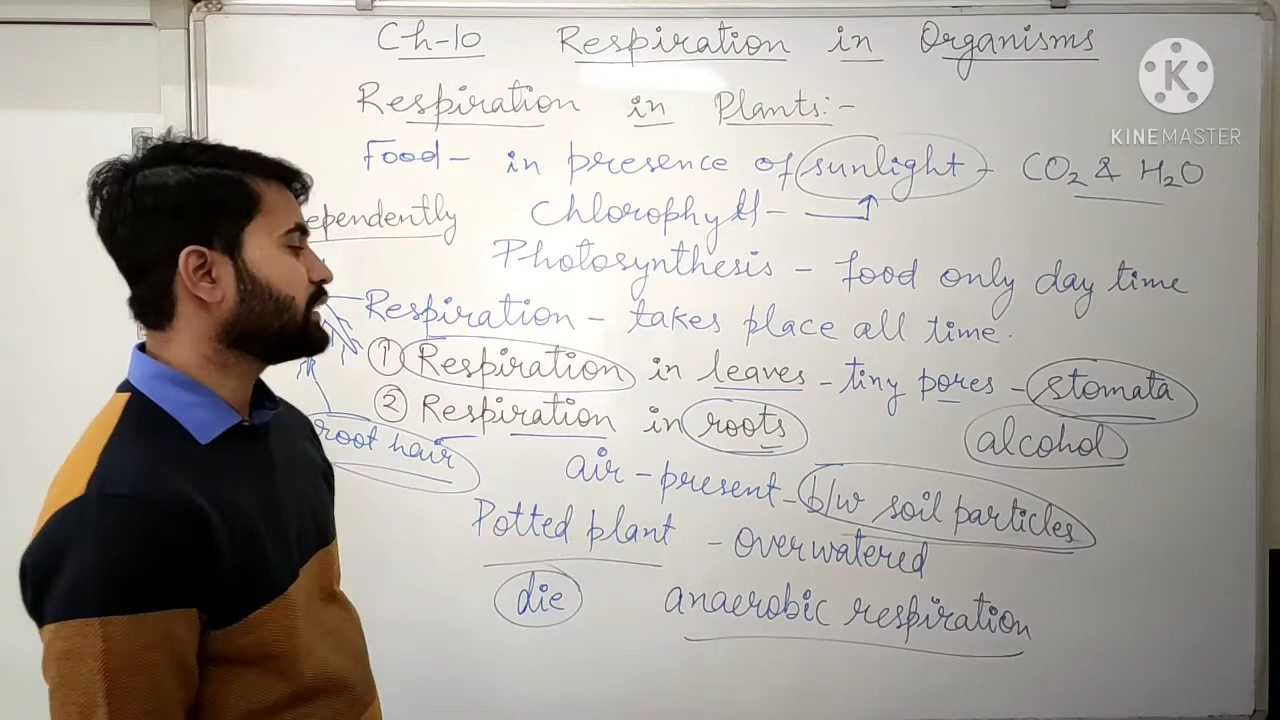 Ch-10 Respiration in Organisms
KINEMASTER
Respiration in Plants:-
Food - in presence of sunlight - CO2 & H2O
ependently Chlorophyll -
Photosynthesis - food only day time
Respiration - takes place all time.
① Respiration in leaves - tiny pores - stomata
② Respiration in roots alcohol
root hair
air - present - b/w soil particles
Potted plant - overwatered
die anaerobic respiration